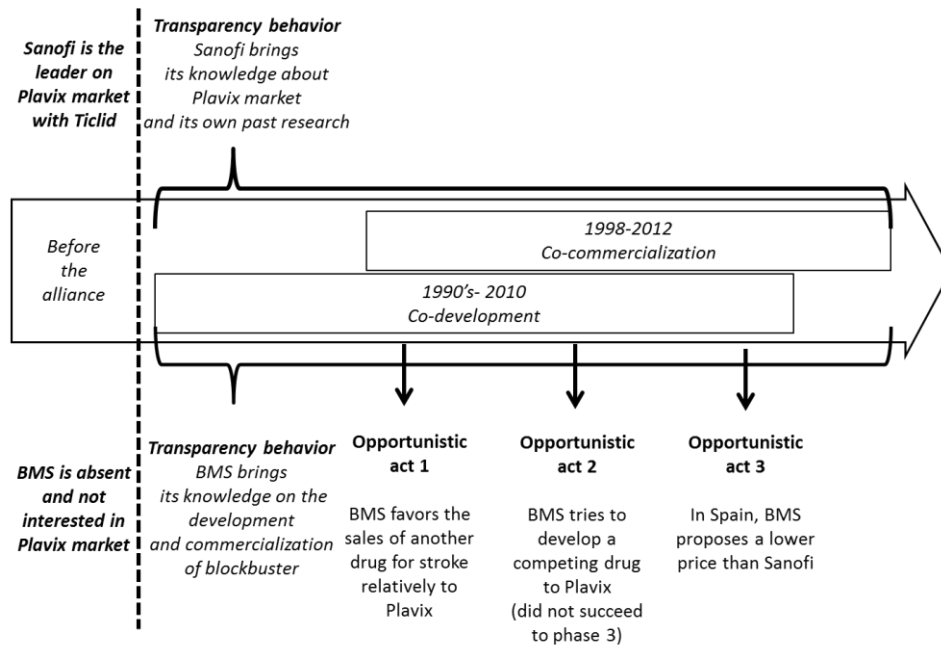 Sanofi is the
leader on
Plavix market
with Ticlid
Transparency behavior
Sanofi brings
its knowledge about
Plavix market
and its own past research
Before
the
alliance
1998-2012
Co-commercialization
1990's- 2010
Co-development
BMS is absent
and not
interested in
Plavix market
Transparency behavior
BMS brings
its knowledge on the
development
and commercialization
of blockbuster
Opportunistic
act 1
BMS favors the
sales of another
drug for stroke
relatively to
Plavix
Opportunistic
act 2
BMS tries to
develop a
competing drug
to Plavix
(did not succeed
to phase 3)
Opportunistic
act 3
In Spain, BMS
proposes a lower
price than Sanofi